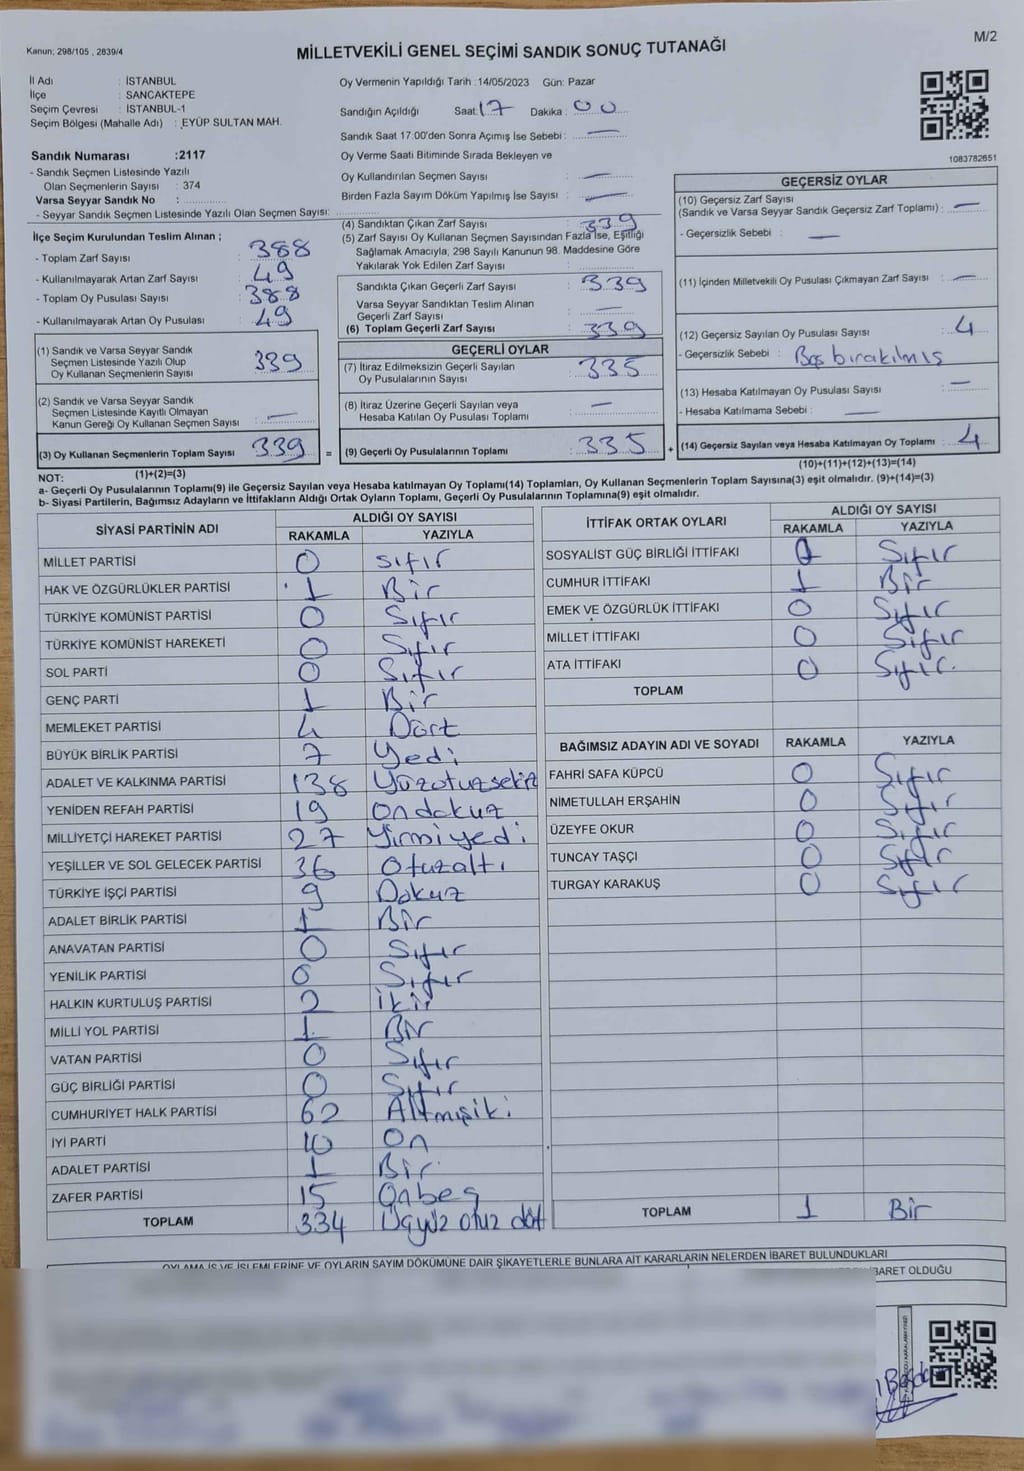 Kanun; 298/105 , 2839/4
MİLLETVEKİLİ GENEL SEÇİMİ SANDIK SONUÇ TUTANAĞI
M/2
İl Adı : İSTANBUL
İlçe : SANCAKTEPE
Seçim Çevresi : İSTANBUL-1
Seçim Bölgesi (Mahalle Adı) : EYÜP SULTAN MAH.
Sandık Numarası :2117
- Sandık Seçmen Listesinde Yazılı
Olan Seçmenlerin Sayısı : 374
Varsa Seyyar Sandık No :
- Seyyar Sandık Seçmen Listesinde Yazılı Olan Seçmen Sayısı:
İlçe Seçim Kurulundan Teslim Alınan ;
- Toplam Zarf Sayısı : 388
- Kullanılmayarak Artan Zarf Sayısı : 49
- Toplam Oy Pusulası Sayısı : 388
- Kullanılmayarak Artan Oy Pusulası : 49
(1) Sandık ve Varsa Seyyar Sandık
Seçmen Listesinde Yazılı Olup
Oy Kullanan Seçmenlerin Sayısı : 339
(2) Sandık ve Varsa Seyyar Sandık
Seçmen Listesinde Kayıtlı Olmayan
Kanun Gereği Oy Kullanan Seçmen Sayısı : —
(3) Oy Kullanan Seçmenlerin Toplam Sayısı 339 =
(1)+(2)=(3)
Oy Vermenin Yapıldığı Tarih :14/05/2023 Gün: Pazar
Sandığın Açıldığı Saat: 17 Dakika : 00
Sandık Saat 17.00'den Sonra Açımış İse Sebebi : —
Oy Verme Saati Bitiminde Sırada Bekleyen ve
Oy Kullandırılan Seçmen Sayısı : —
Birden Fazla Sayım Döküm Yapılmış İse Sayısı : —
(4) Sandıktan Çıkan Zarf Sayısı : 339
(5) Zarf Sayısı Oy Kullanan Seçmen Sayısından Fazla İse, Eşitliği
Sağlamak Amacıyla, 298 Sayılı Kanunun 98. Maddesine Göre
Yakılarak Yok Edilen Zarf Sayısı :
Sandıkta Çıkan Geçerli Zarf Sayısı : 339
Varsa Seyyar Sandıktan Teslim Alınan
Geçerli Zarf Sayısı : —
(6) Toplam Geçerli Zarf Sayısı : 339
GEÇERLİ OYLAR
(7) İtiraz Edilmeksizin Geçerli Sayılan
Oy Pusulalarının Sayısı : 335
(8) İtiraz Üzerine Geçerli Sayılan veya
Hesaba Katılan Oy Pusulası Toplamı : —
(9) Geçerli Oy Pusulalarının Toplamı : 335 +
1083782651
GEÇERSİZ OYLAR
(10) Geçersiz Zarf Sayısı
(Sandık ve Varsa Seyyar Sandık Geçersiz Zarf Toplamı) : —
- Geçersizlik Sebebi : —
(11) İçinden Milletvekili Oy Pusulası Çıkmayan Zarf Sayısı : —
(12) Geçersiz Sayılan Oy Pusulası Sayısı : 4
- Geçersizlik Sebebi : Boş bırakılmış
(13) Hesaba Katılmayan Oy Pusulası Sayısı : —
- Hesaba Katılmama Sebebi : —
(14) Geçersiz Sayılan veya Hesaba Katılmayan Oy Toplamı : 4
(10)+(11)+(12)+(13)=(14)
NOT:
a- Geçerli Oy Pusulalarının Toplamı(9) ile Geçersiz Sayılan veya Hesaba katılmayan Oy Toplamı(14) Toplamları, Oy Kullanan Seçmenlerin Toplam Sayısına(3) eşit olmalıdır. (9)+(14)=(3)
b- Siyasi Partilerin, Bağımsız Adayların ve İttifakların Aldığı Ortak Oyların Toplamı, Geçerli Oy Pusulalarının Toplamına(9) eşit olmalıdır.
SİYASİ PARTİNİN ADI ALDIĞI OY SAYISI
RAKAMLA YAZIYLA
MİLLET PARTİSİ 0 sıfır
HAK VE ÖZGÜRLÜKLER PARTİSİ 1 Bir
TÜRKİYE KOMÜNİST PARTİSİ 0 Sıfır
TÜRKİYE KOMÜNİST HAREKETİ 0 Sıfır
SOL PARTİ 0 Sıfır
GENÇ PARTİ 1 Bir
MEMLEKET PARTİSİ 4 Dört
BÜYÜK BİRLİK PARTİSİ 7 Yedi
ADALET VE KALKINMA PARTİSİ 138 Yüzotuzsekiz
YENİDEN REFAH PARTİSİ 19 Ondokuz
MİLLİYETÇİ HAREKET PARTİSİ 27 Yirmiyedi
YEŞİLLER VE SOL GELECEK PARTİSİ 36 Otuzaltı
TÜRKİYE İŞÇİ PARTİSİ 9 Dokuz
ADALET BİRLİK PARTİSİ 1 Bir
ANAVATAN PARTİSİ 0 Sıfır
YENİLİK PARTİSİ 0 Sıfır
HALKIN KURTULUŞ PARTİSİ 2 İki
MİLLİ YOL PARTİSİ 1 Bir
VATAN PARTİSİ 0 Sıfır
GÜÇ BİRLİĞİ PARTİSİ 0 Sıfır
CUMHURİYET HALK PARTİSİ 62 Altmışiki
İYİ PARTİ 10 On
ADALET PARTİSİ 1 Bir
ZAFER PARTİSİ 15 Onbeş
TOPLAM 334 Üçyüz otuz dört
İTTİFAK ORTAK OYLARI ALDIĞI OY SAYISI
RAKAMLA YAZIYLA
SOSYALİST GÜÇ BİRLİĞİ İTTİFAKI 0 Sıfır
CUMHUR İTTİFAKI 1 Bir
EMEK VE ÖZGÜRLÜK İTTİFAKI 0 Sıfır
MİLLET İTTİFAKI 0 Sıfır
ATA İTTİFAKI 0 Sıfır.
TOPLAM
BAĞIMSIZ ADAYIN ADI VE SOYADI RAKAMLA YAZIYLA
FAHRİ SAFA KÜPCÜ 0 Sıfır
NİMETULLAH ERŞAHİN 0 Sıfır
ÜZEYFE OKUR 0 Sıfır
TUNCAY TAŞÇI 0 Sıfır
TURGAY KARAKUŞ 0 Sıfır
TOPLAM 1 Bir
OYLAMA İŞ VE İŞLEMLERİNE VE OYLARIN SAYIM DÖKÜMÜNE DAİR ŞİKAYETLERLE BUNLARA AİT KARARLARIN NELERDEN İBARET BULUNDUKLARI
İBARET OLDUĞU